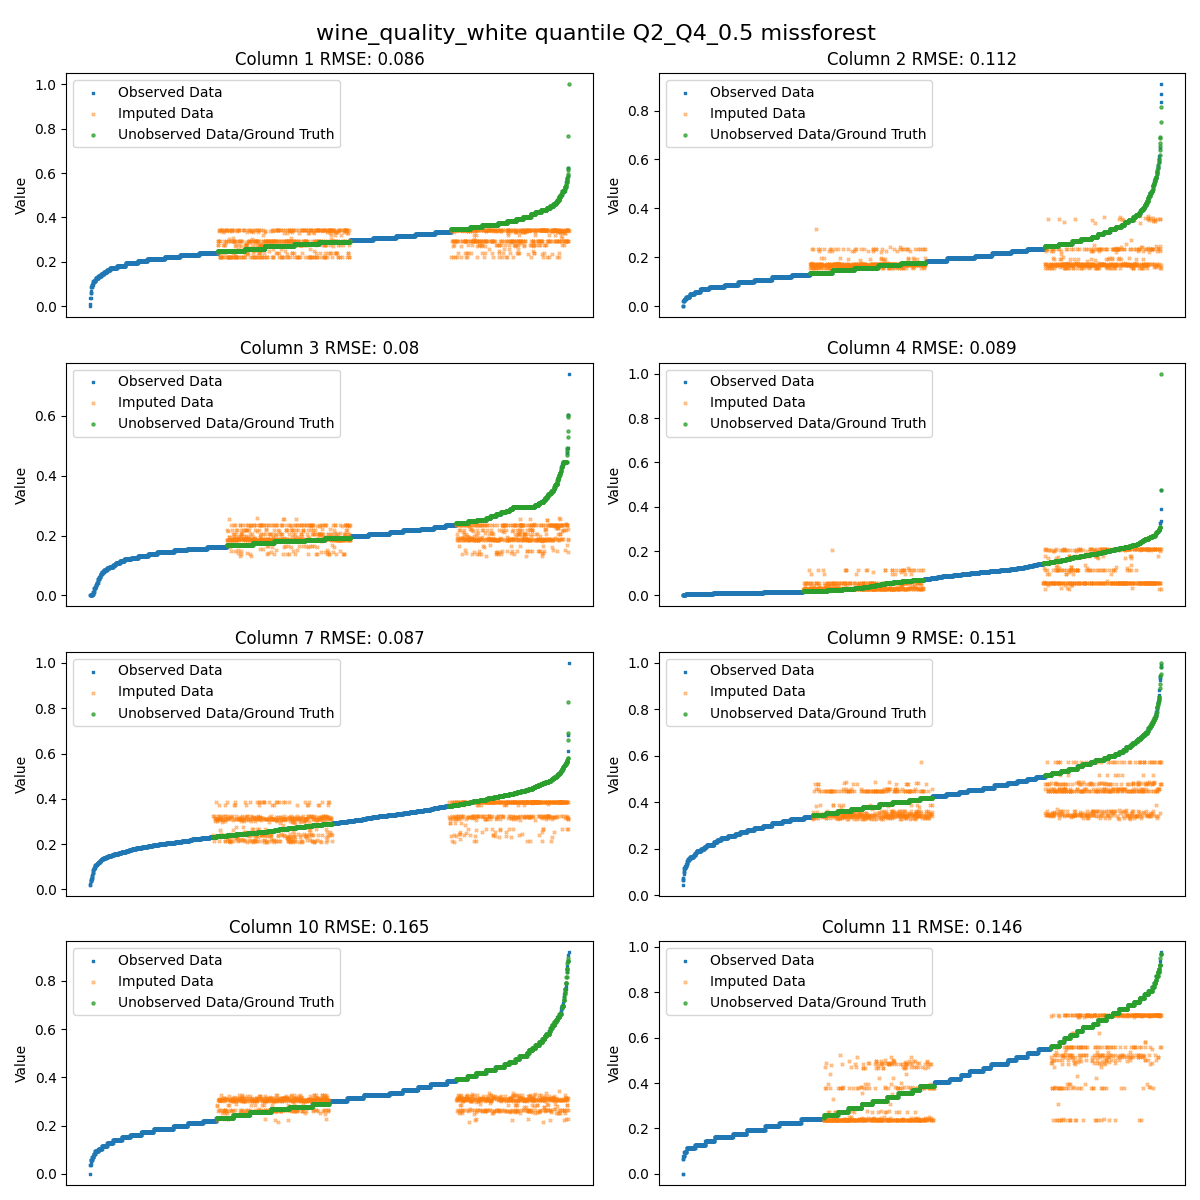 wine_quality_white quantile Q2_Q4_0.5 missforest
Column 1 RMSE: 0.086
Value
1.0
0.8
0.6
0.4
0.2
0.0
Observed Data
Imputed Data
Unobserved Data/Ground Truth
Column 2 RMSE: 0.112
Value
0.8
0.6
0.4
0.2
0.0
Observed Data
Imputed Data
Unobserved Data/Ground Truth
Column 3 RMSE: 0.08
Value
0.6
0.4
0.2
0.0
Observed Data
Imputed Data
Unobserved Data/Ground Truth
Column 4 RMSE: 0.089
Value
1.0
0.8
0.6
0.4
0.2
0.0
Observed Data
Imputed Data
Unobserved Data/Ground Truth
Column 7 RMSE: 0.087
Value
1.0
0.8
0.6
0.4
0.2
0.0
Observed Data
Imputed Data
Unobserved Data/Ground Truth
Column 9 RMSE: 0.151
Value
1.0
0.8
0.6
0.4
0.2
0.0
Observed Data
Imputed Data
Unobserved Data/Ground Truth
Column 10 RMSE: 0.165
Value
0.8
0.6
0.4
0.2
0.0
Observed Data
Imputed Data
Unobserved Data/Ground Truth
Column 11 RMSE: 0.146
Value
1.0
0.8
0.6
0.4
0.2
0.0
Observed Data
Imputed Data
Unobserved Data/Ground Truth